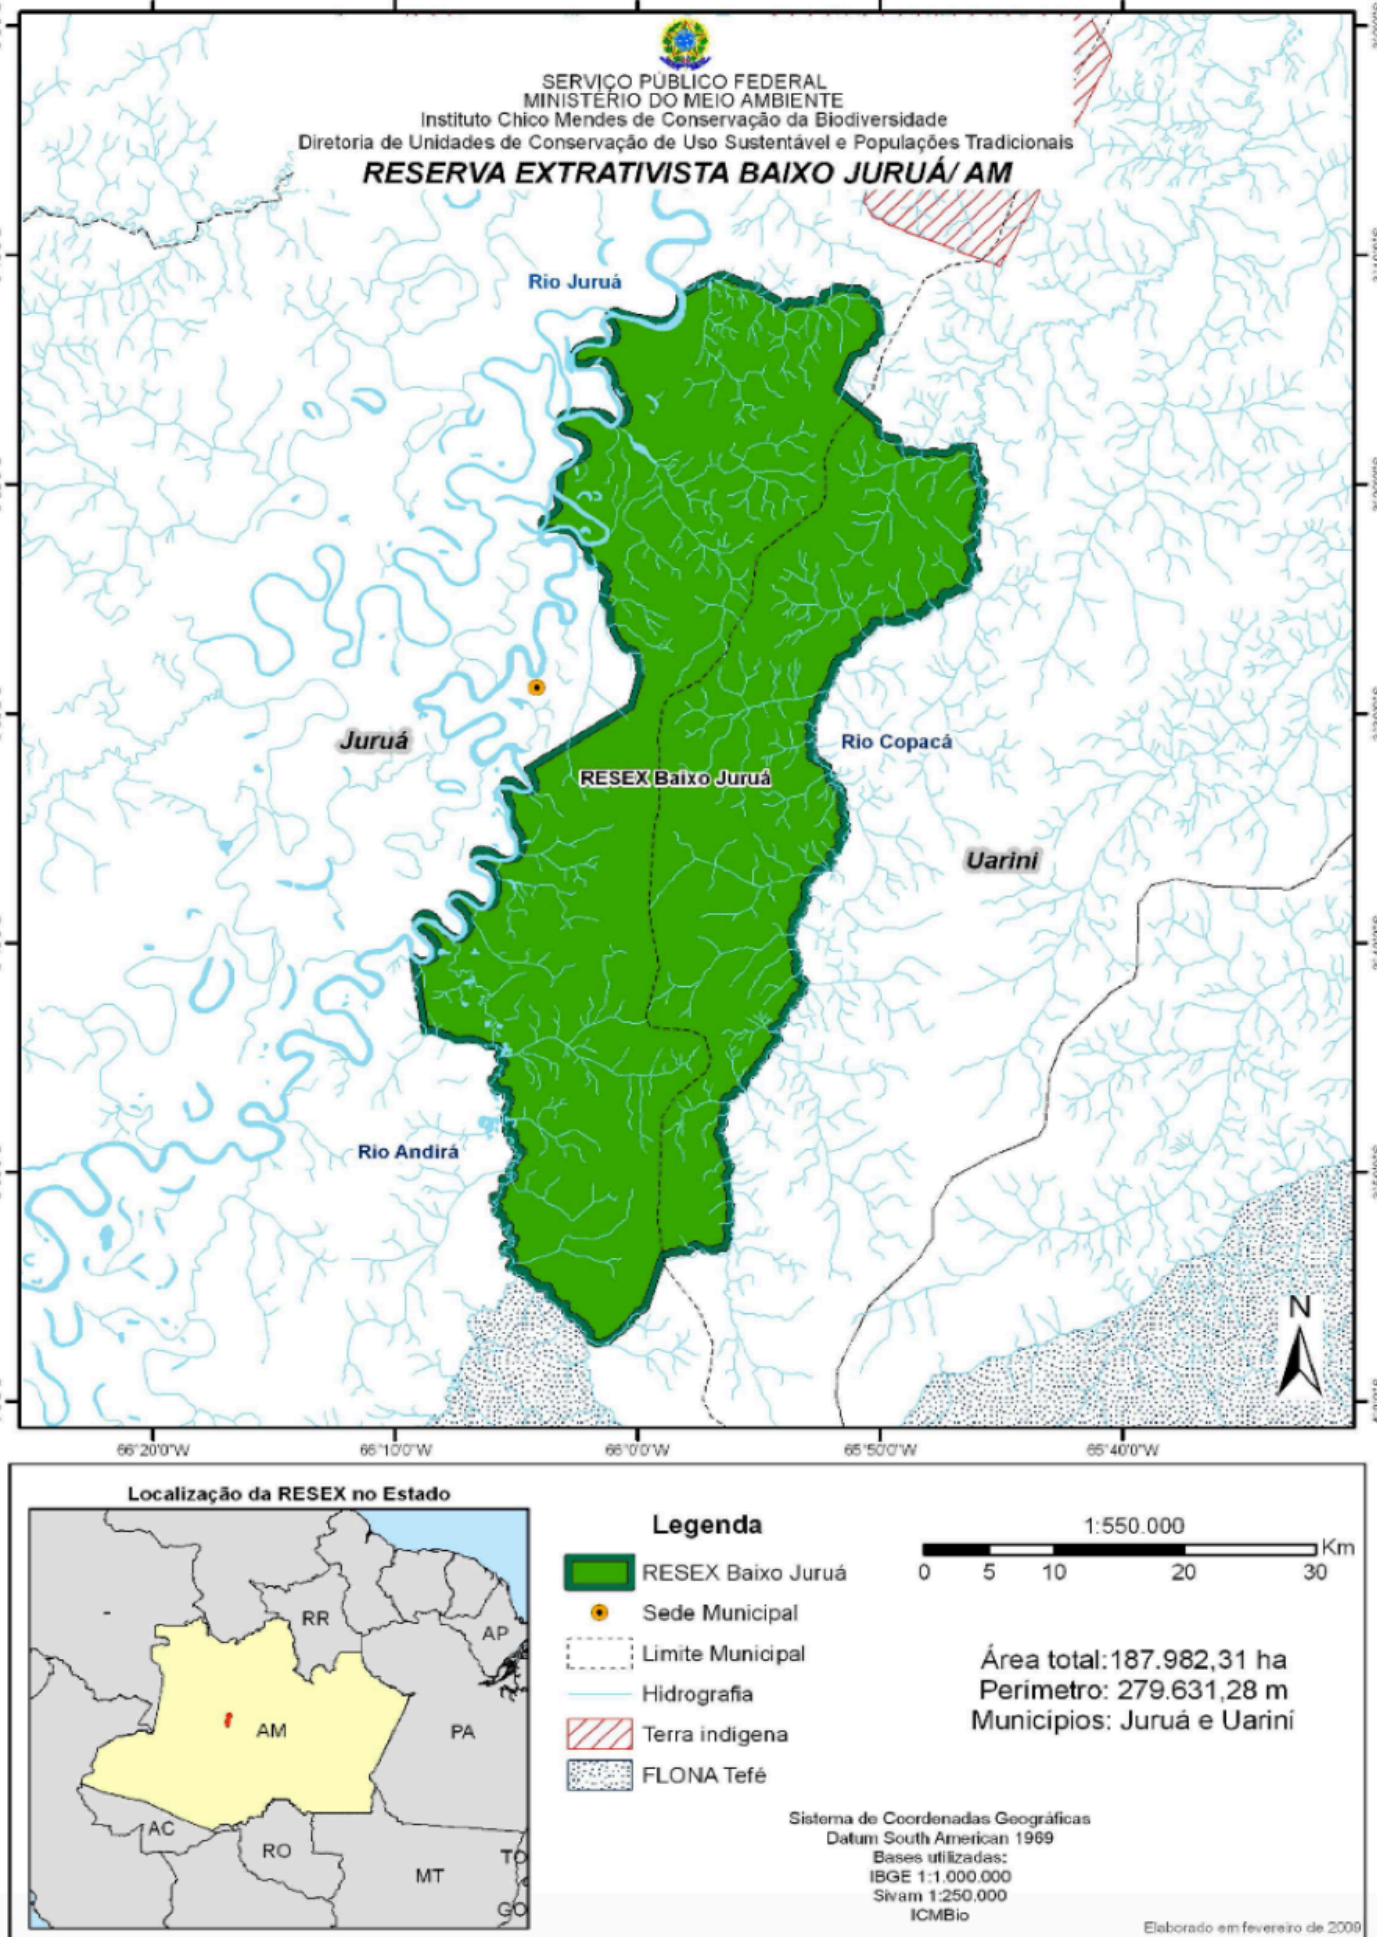 SERVIÇO PÚBLICO FEDERAL
MINISTÉRIO DO MEIO AMBIENTE
Instituto Chico Mendes de Conservação da Biodiversidade
Diretoria de Unidades de Conservação de Uso Sustentável e Populações Tradicionais
RESERVA EXTRATIVISTA BAIXO JURUÁ/ AM
Rio Juruá
Juruá
Rio Copacá
RESEX Baixo Juruá
Uarini
Rio Andirá
N
66°20'0"W
66°10'0"W
66°0'0"W
65°50'0"W
65°40'0"W
Localização da RESEX no Estado
RR
AP
AM
PA
AC
RO
MT
TO
GO
Legenda
RESEX Baixo Juruá
Sede Municipal
Limite Municipal
Hidrografia
Terra indigena
FLONA Tefé
1:550.000
Km
0 5 10 20 30
Área total:187.982,31 ha
Perímetro: 279.631,28 m
Municípios: Juruá e Uarini
Sistema de Coordenadas Geográficas
Datum South American 1969
Bases utilizadas:
IBGE 1:1.000.000
Sivam 1:250.000
ICMBio
Elaborado em fevereiro de 2009